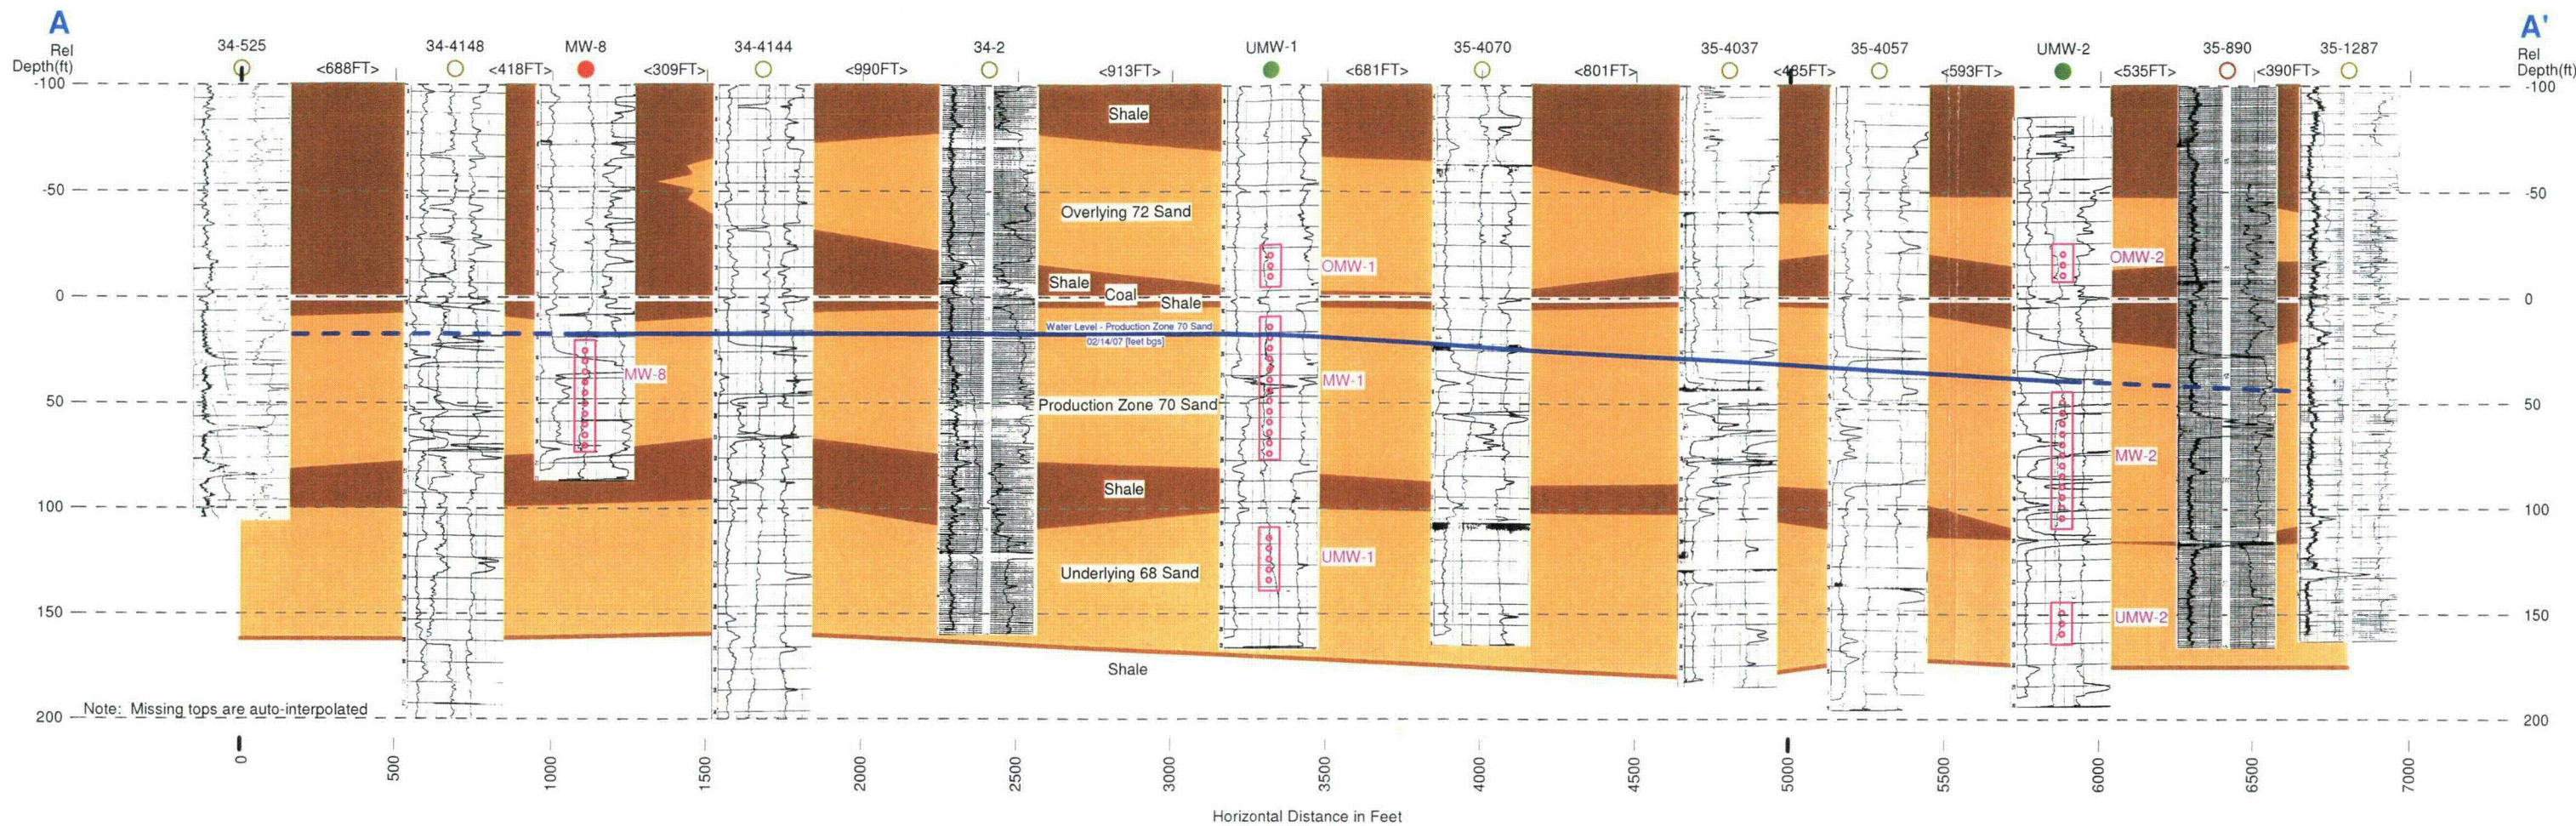 A
A'
34-525
34-4148
MW-8
34-4144
34-2
UMW-1
35-4070
35-4037
35-4057
UMW-2
35-890
35-1287
Rel
Depth(ft)
<688FT>
<418FT>
<309FT>
<990FT>
<913FT>
<681FT>
<801FT>
<485FT>
<593FT>
<535FT>
<390FT>
Rel
Depth(ft)
-100
-100
Shale
-50
-50
Overlying 72 Sand
OMW-1
OMW-2
Shale
Coal
Shale
0
0
Water Level - Production Zone 70 Sand
02/14/07 [feet bgs]
MW-8
MW-1
50
Production Zone 70 Sand
50
MW-2
Shale
100
100
UMW-1
Underlying 68 Sand
150
150
UMW-2
Shale
Note: Missing tops are auto-interpolated
200
200
0
500
1000
1500
2000
2500
3000
3500
4000
4500
5000
5500
6000
6500
7000
Horizontal Distance in Feet